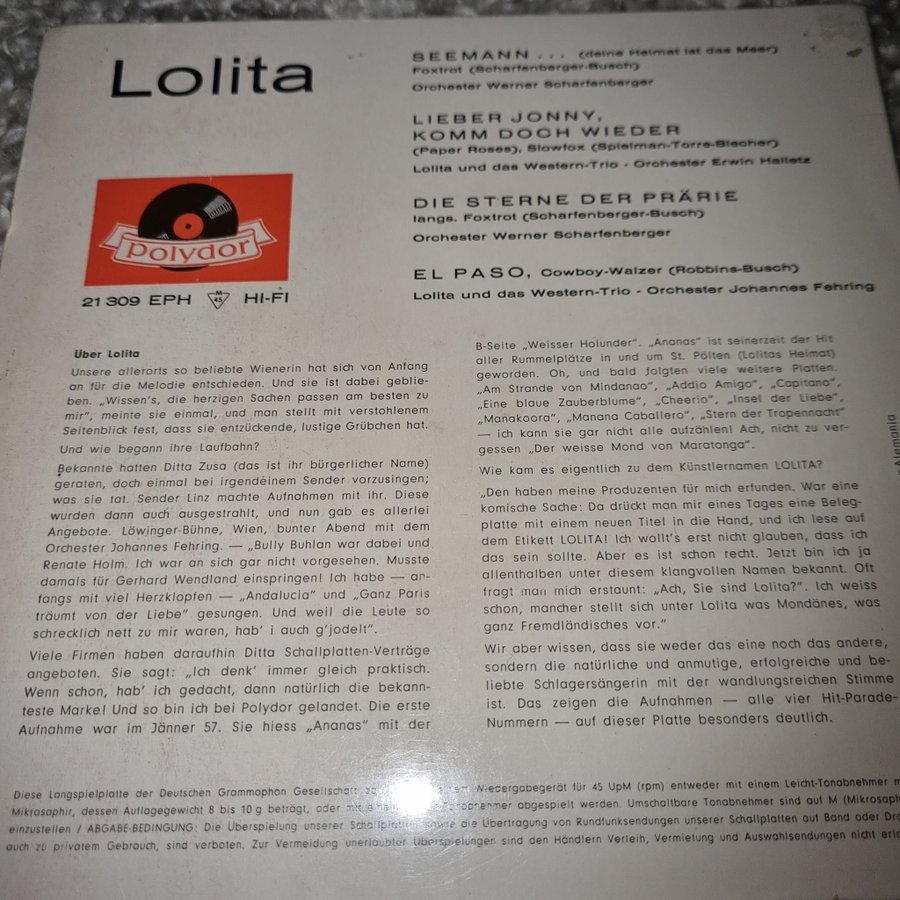 Lolita
SEEMANN ... (deine Heimat ist das Meer)
Foxtrot (Scharfenberger-Busch)
Orchester Werner Scharfenberger
LIEBER JONNY,
KOMM DOCH WIEDER
(Paper Roses), Slowfox (Spielman-Torre-Blecher)
Lolita und das Western-Trio - Orchester Erwin Halletz
DIE STERNE DER PRÄRIE
langs. Foxtrot (Scharfenberger-Busch)
Orchester Werner Scharfenberger
EL PASO, Cowboy-Walzer (Robbins-Busch)
Lolita und das Western-Trio - Orchester Johannes Fehring
Polydor
21 309 EPH M 45 HI-FI
Über Lolita
Unsere allerorts so beliebte Wienerin hat sich von Anfang
an für die Melodie entschieden. Und sie ist dabei geblie-
ben. „Wissen's, die herzigen Sachen passen am besten zu
mir", meinte sie einmal, und man stellt mit verstohlenem
Seitenblick fest, dass sie entzückende, lustige Grübchen hat.
Und wie begann ihre Laufbahn?
Bekannte hatten Ditta Zusa (das ist ihr bürgerlicher Name)
geraten, doch einmal bei irgendeinem Sender vorzusingen;
was sie tat. Sender Linz machte Aufnahmen mit ihr. Diese
wurden dann auch ausgestrahlt, und nun gab es allerlei
Angebote. Löwinger-Bühne, Wien, bunter Abend mit dem
Orchester Johannes Fehring. — „Bully Buhlan war dabei und
Renate Holm. Ich war an sich gar nicht vorgesehen. Musste
damals für Gerhard Wendland einspringen! Ich habe — an-
fangs mit viel Herzklopfen — „Andalucia" und „Ganz Paris
träumt von der Liebe" gesungen. Und weil die Leute so
schrecklich nett zu mir waren, hab' i auch g'jodelt".
Viele Firmen haben daraufhin Ditta Schallplatten-Verträge
angeboten. Sie sagt: „Ich denk' immer gleich praktisch.
Wenn schon, hab' ich gedacht, dann natürlich die bekann-
teste Marke! Und so bin ich bei Polydor gelandet. Die erste
Aufnahme war im Jänner 57. Sie hiess „Ananas" mit der
B-Seite „Weisser Holunder". „Ananas" ist seinerzeit der Hit
aller Rummelplätze in und um St. Pölten (Lolitas Heimat)
geworden. Oh, und bald folgten viele weitere Platten.
„Am Strande von Mindanao", „Addio Amigo", „Capitano",
„Eine blaue Zauberblume", „Cheerio", „Insel der Liebe",
„Manakoora", „Manana Caballero", „Stern der Tropennacht"
— ich kann sie gar nicht alle aufzählen! Ach, nicht zu ver-
gessen „Der weisse Mond von Maratonga".
Wie kam es eigentlich zu dem Künstlernamen LOLITA?
„Den haben meine Produzenten für mich erfunden. War eine
komische Sache: Da drückt man mir eines Tages eine Beleg-
platte mit einem neuen Titel in die Hand, und ich lese auf
dem Etikett LOLITA! Ich wollt's erst nicht glauben, dass ich
das sein sollte. Aber es ist schon recht. Jetzt bin ich ja
allenthalben unter diesem klangvollen Namen bekannt. Oft
fragt man mich erstaunt: „Ach, Sie sind Lolita?". Ich weiss
schon, mancher stellt sich unter Lolita was Mondänes, was
ganz Fremdländisches vor."
Wir aber wissen, dass sie weder das eine noch das andere,
sondern die natürliche und anmutige, erfolgreiche und be-
liebte Schlagersängerin mit der wandlungsreichen Stimme
ist. Das zeigen die Aufnahmen — alle vier Hit-Parade-
Nummern — auf dieser Platte besonders deutlich.
Alemania
Diese Langspielplatte der Deutschen Grammophon Gesellschaft Wiedergabegerät für 45 UpM (rpm) entweder mit einem Leicht-Tonabnehmer
Mikrosaphir, dessen Auflagegewicht 8 bis 10 g beträgt, oder abgespielt werden. Umschaltbare Tonabnehmer sind auf M (Mikrosaph
einzustellen / ABGABE-BEDINGUNG: Die Überspielung unserer Schallplatten sowie die Übertragung von Rundfunksendungen unserer Schallplatten auf Band oder
auch zu privatem Gebrauch, sind verboten. Zur Vermeidung unerlaubter Überspielungen sind den Händlern Verleih, Vermietung und Auswahlsendungen nicht